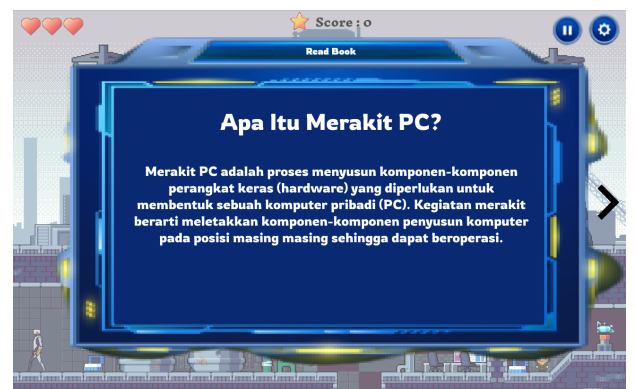 Score : 0
Read Book
Apa Itu Merakit PC?
Merakit PC adalah proses menyusun komponen-komponen
perangkat keras (hardware) yang diperlukan untuk
membentuk sebuah komputer pribadi (PC). Kegiatan merakit
berarti meletakkan komponen-komponen penyusun komputer
pada posisi masing masing sehingga dapat beroperasi.